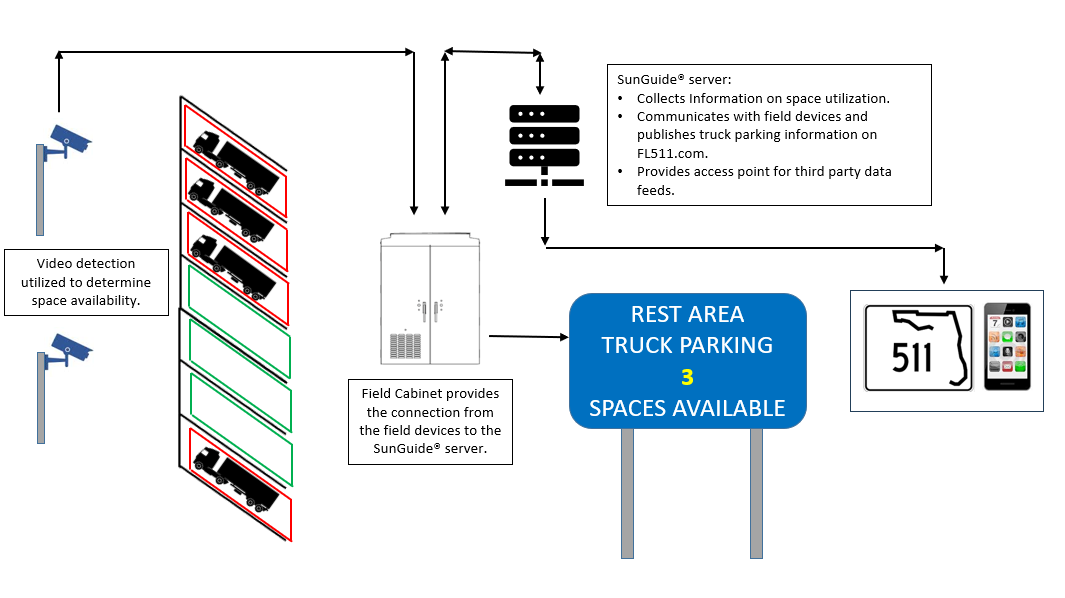 SunGuide® server:
• Collects Information on space utilization.
• Communicates with field devices and
publishes truck parking information on
FL511.com.
• Provides access point for third party data
feeds.
Video detection
utilized to determine
space availability.
REST AREA
TRUCK PARKING
3
SPACES AVAILABLE
511
7
Field Cabinet provides
the connection from
the field devices to the
SunGuide® server.